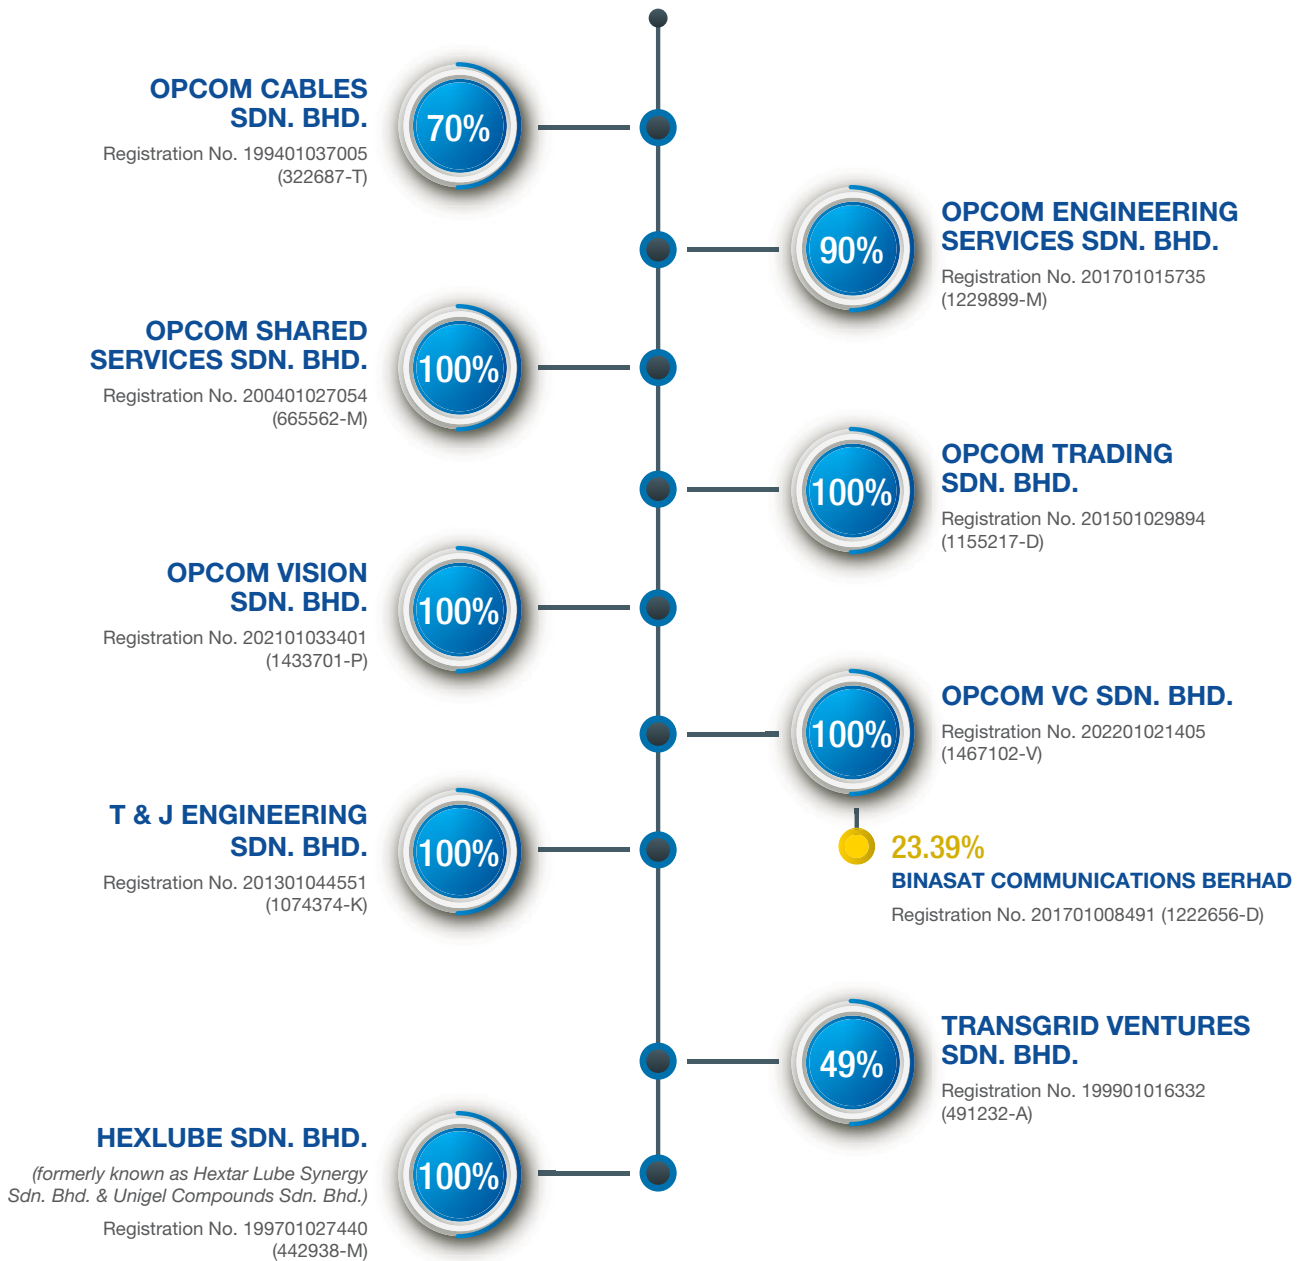 OPCOM CABLES
SDN. BHD.
Registration No. 199401037005
(322687-T)
70%
OPCOM ENGINEERING
SERVICES SDN. BHD.
Registration No. 201701015735
(1229899-M)
90%
OPCOM SHARED
SERVICES SDN. BHD.
Registration No. 200401027054
(665562-M)
100%
OPCOM TRADING
SDN. BHD.
Registration No. 201501029894
(1155217-D)
100%
OPCOM VISION
SDN. BHD.
Registration No. 202101033401
(1433701-P)
100%
OPCOM VC SDN. BHD.
Registration No. 202201021405
(1467102-V)
100%
23.39%
BINASAT COMMUNICATIONS BERHAD
Registration No. 201701008491 (1222656-D)
T & J ENGINEERING
SDN. BHD.
Registration No. 201301044551
(1074374-K)
100%
TRANSGRID VENTURES
SDN. BHD.
Registration No. 199901016332
(491232-A)
49%
HEXLUBE SDN. BHD.
(formerly known as Hextar Lube Synergy
Sdn. Bhd. & Unigel Compounds Sdn. Bhd.)
Registration No. 199701027440
(442938-M)
100%